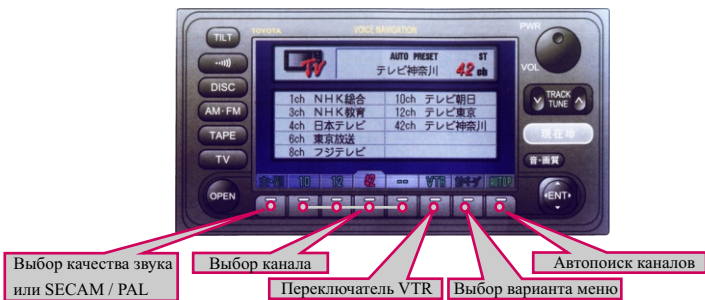 PWR
TOYOTA VOICE NAVIGATION
TILT
DISC
AM·FM
TAPE
TV
OPEN
TV
AUTO PRESET ST
テレビ神奈川 42 ch
1ch NHK総合 10ch テレビ朝日
3ch NHK教育 12ch テレビ東京
4ch 日本テレビ 42ch テレビ神奈川
6ch 東京放送
8ch フジテレビ
10 12 42 -- VTR AUTO.P
VOL
TRACK
TUNE
現在地
音・画質
ENT
Выбор качества звука
или SECAM / PAL
Выбор канала
Переключатель VTR
Выбор варианта меню
Автопоиск каналов